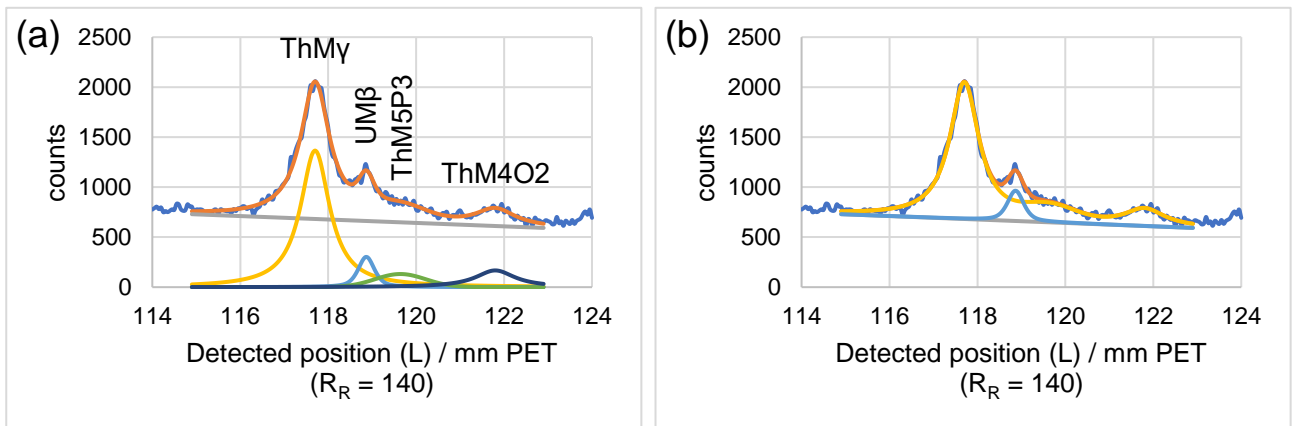 (a)
counts
2500
2000
1500
1000
500
0
ThMγ
UMβ
ThM5P3
ThM4O2
114 116 118 120 122 124
Detected position (L) / mm PET
(RR = 140)
(b)
counts
2500
2000
1500
1000
500
0
114 116 118 120 122 124
Detected position (L) / mm PET
(RR = 140)